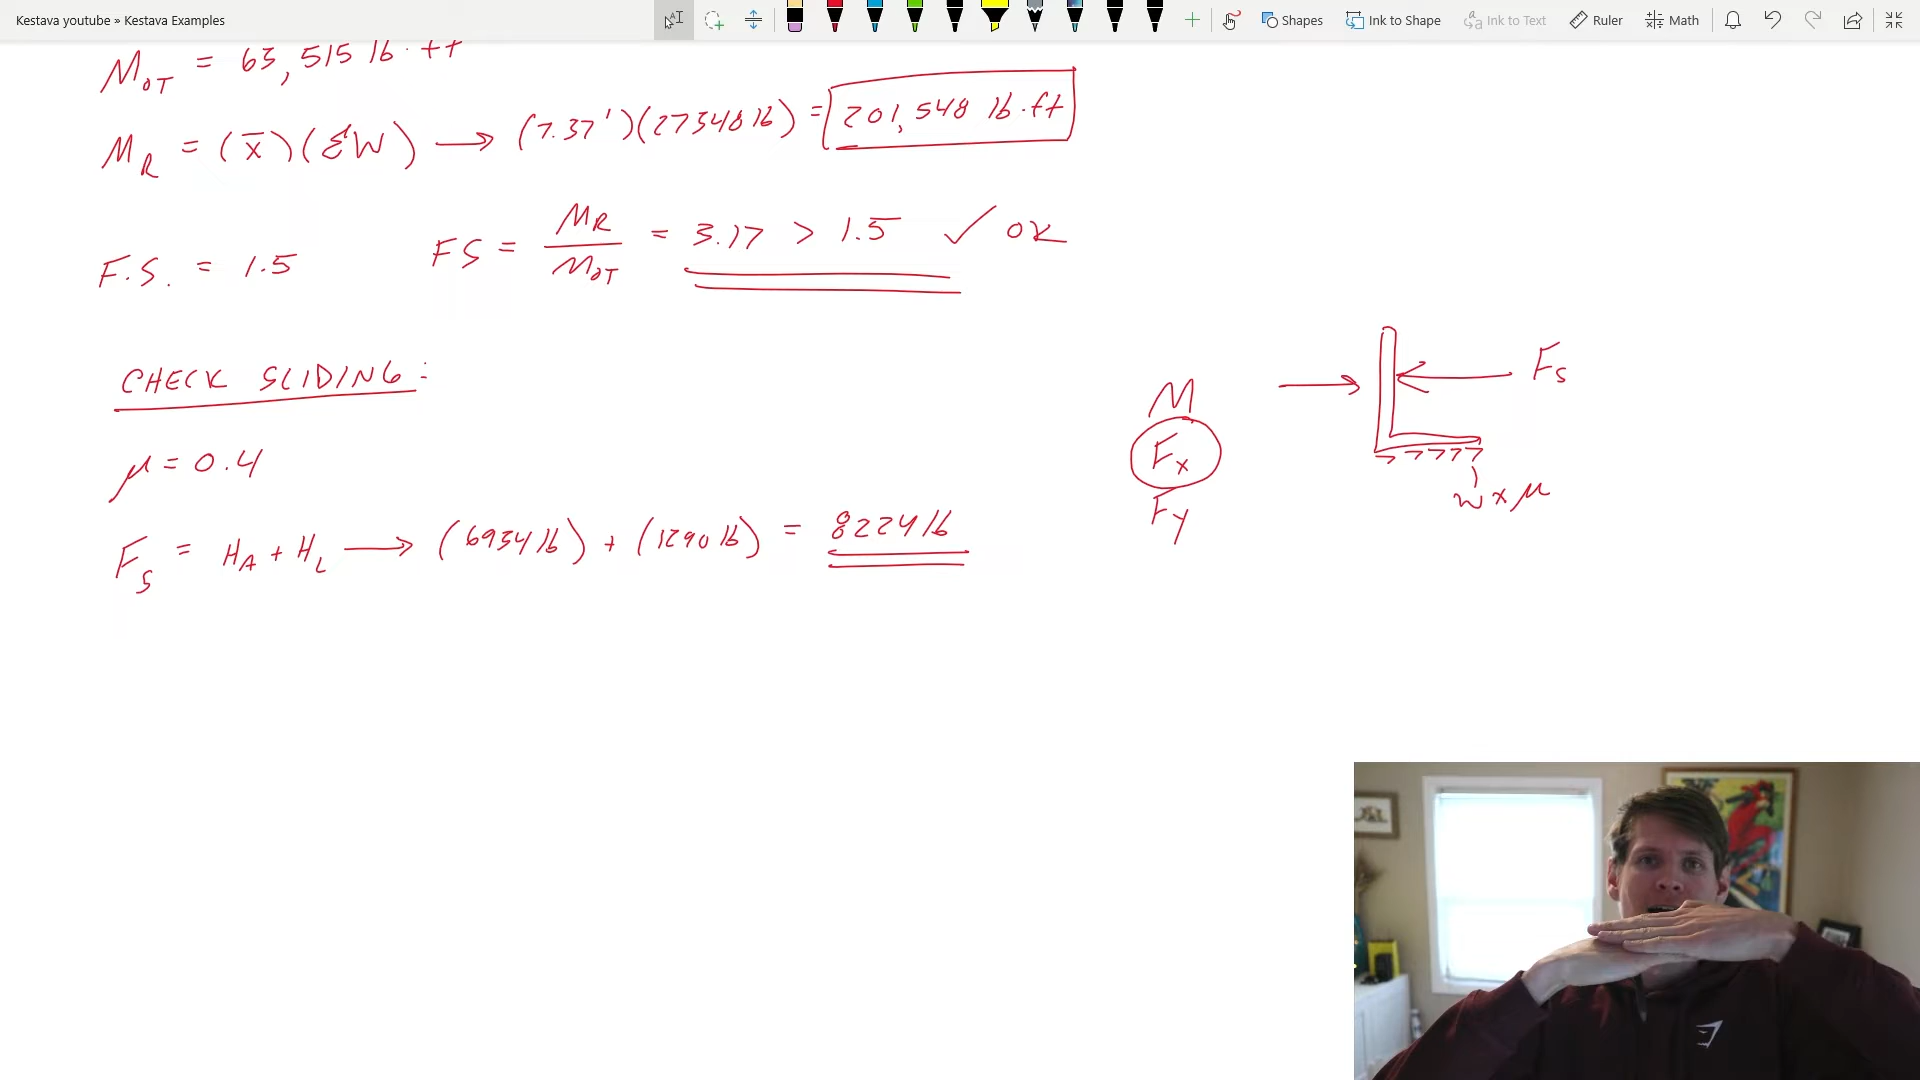 Kestava youtube » Kestava Examples
Shapes Ink to Shape Ink to Text Ruler Math
M_OT = 63,515 lb·ft
M_R = (x̄)(ΣW) → (7.37')(27348 lb) = 201,548 lb·ft
F.S. = 1.5 FS = M_R / M_OT = 3.17 > 1.5 ✓ OK
CHECK SLIDING:
μ = 0.4
F_S = H_A + H_L → (6934 lb) + (1290 lb) = 8224 lb
M
F_x
F_y
F_S
W x μ